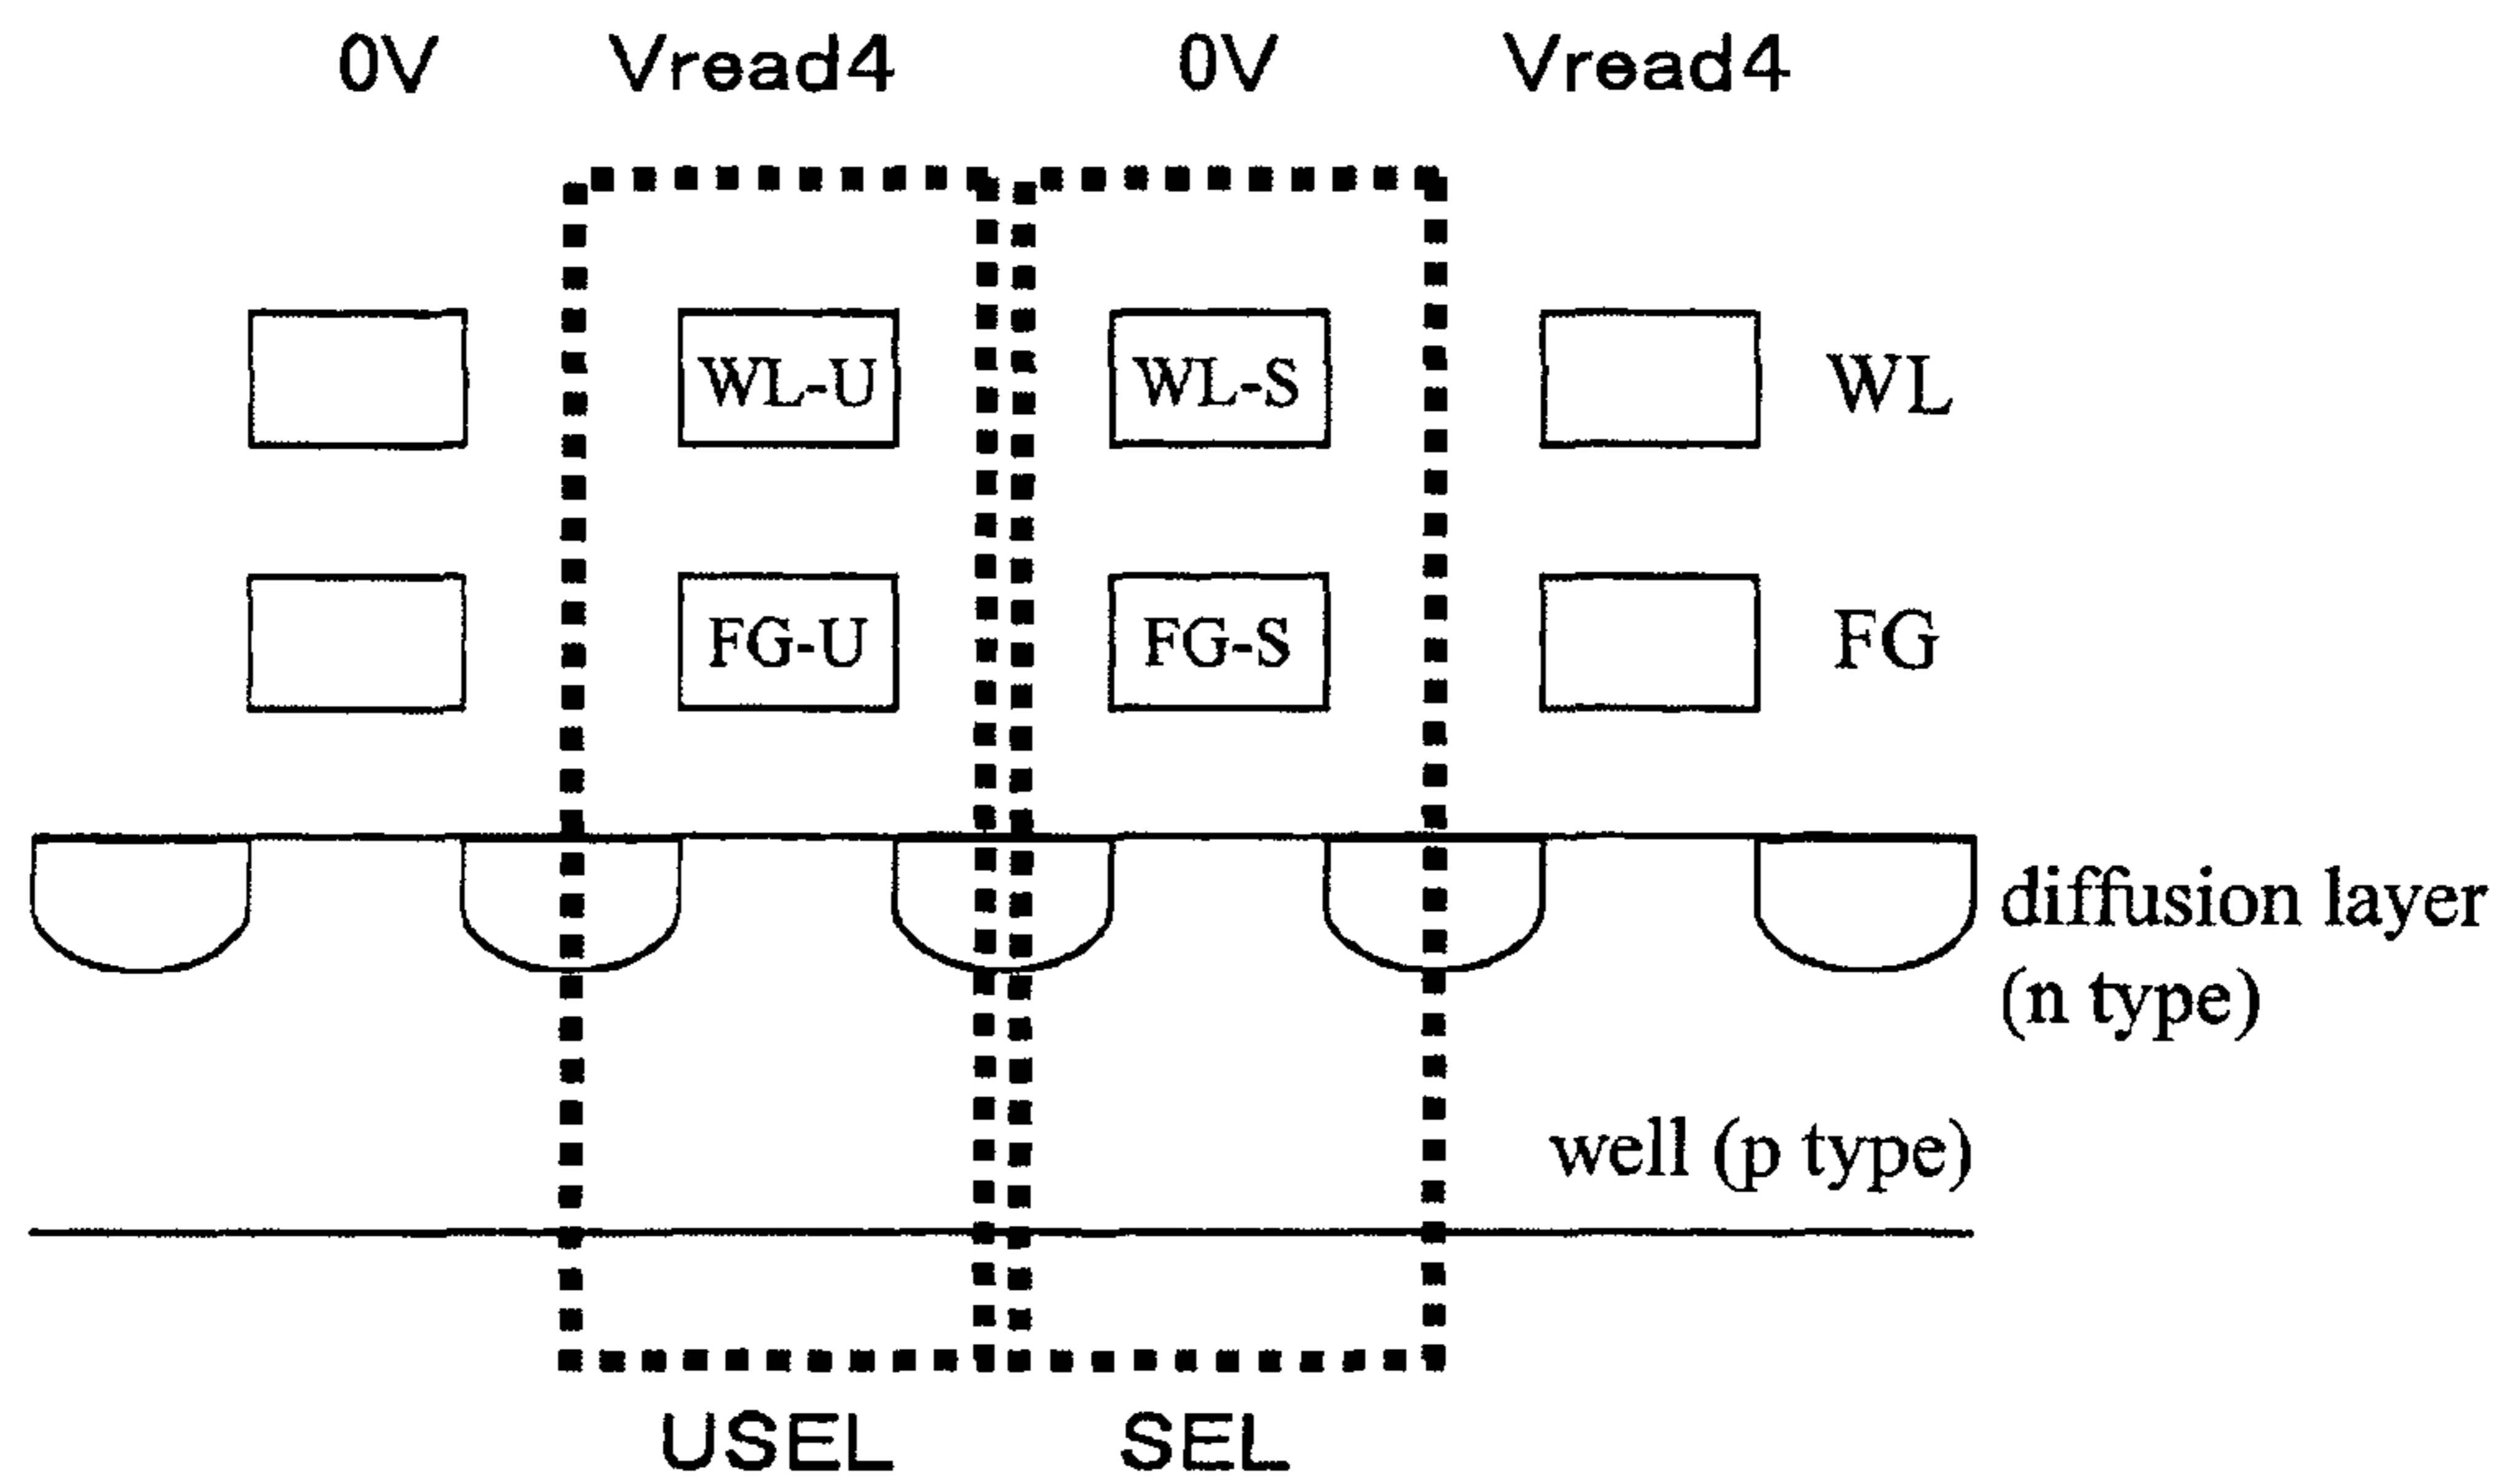 0V Vread4 0V Vread4
WL-U WL-S WL
FG-U FG-S FG
diffusion layer
(n type)
well (p type)
USEL SEL